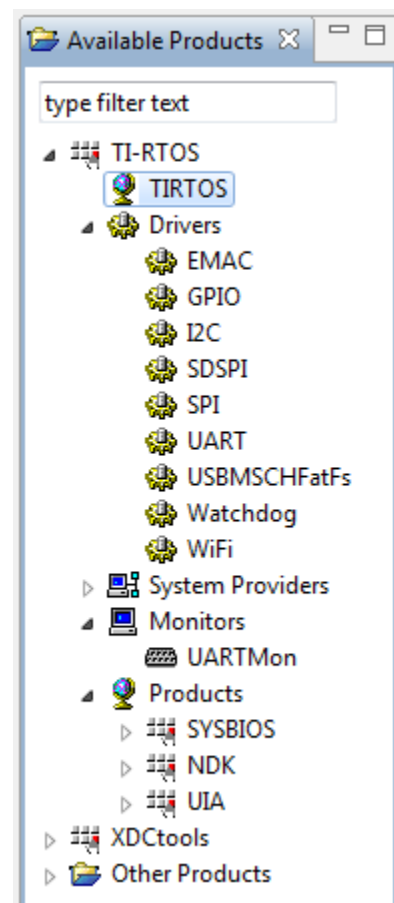 Available Products
type filter text
TI-RTOS
TIRTOS
Drivers
EMAC
GPIO
I2C
SDSPI
SPI
UART
USBMSCHFatFs
Watchdog
WiFi
System Providers
Monitors
UARTMon
Products
SYSBIOS
NDK
UIA
XDCtools
Other Products